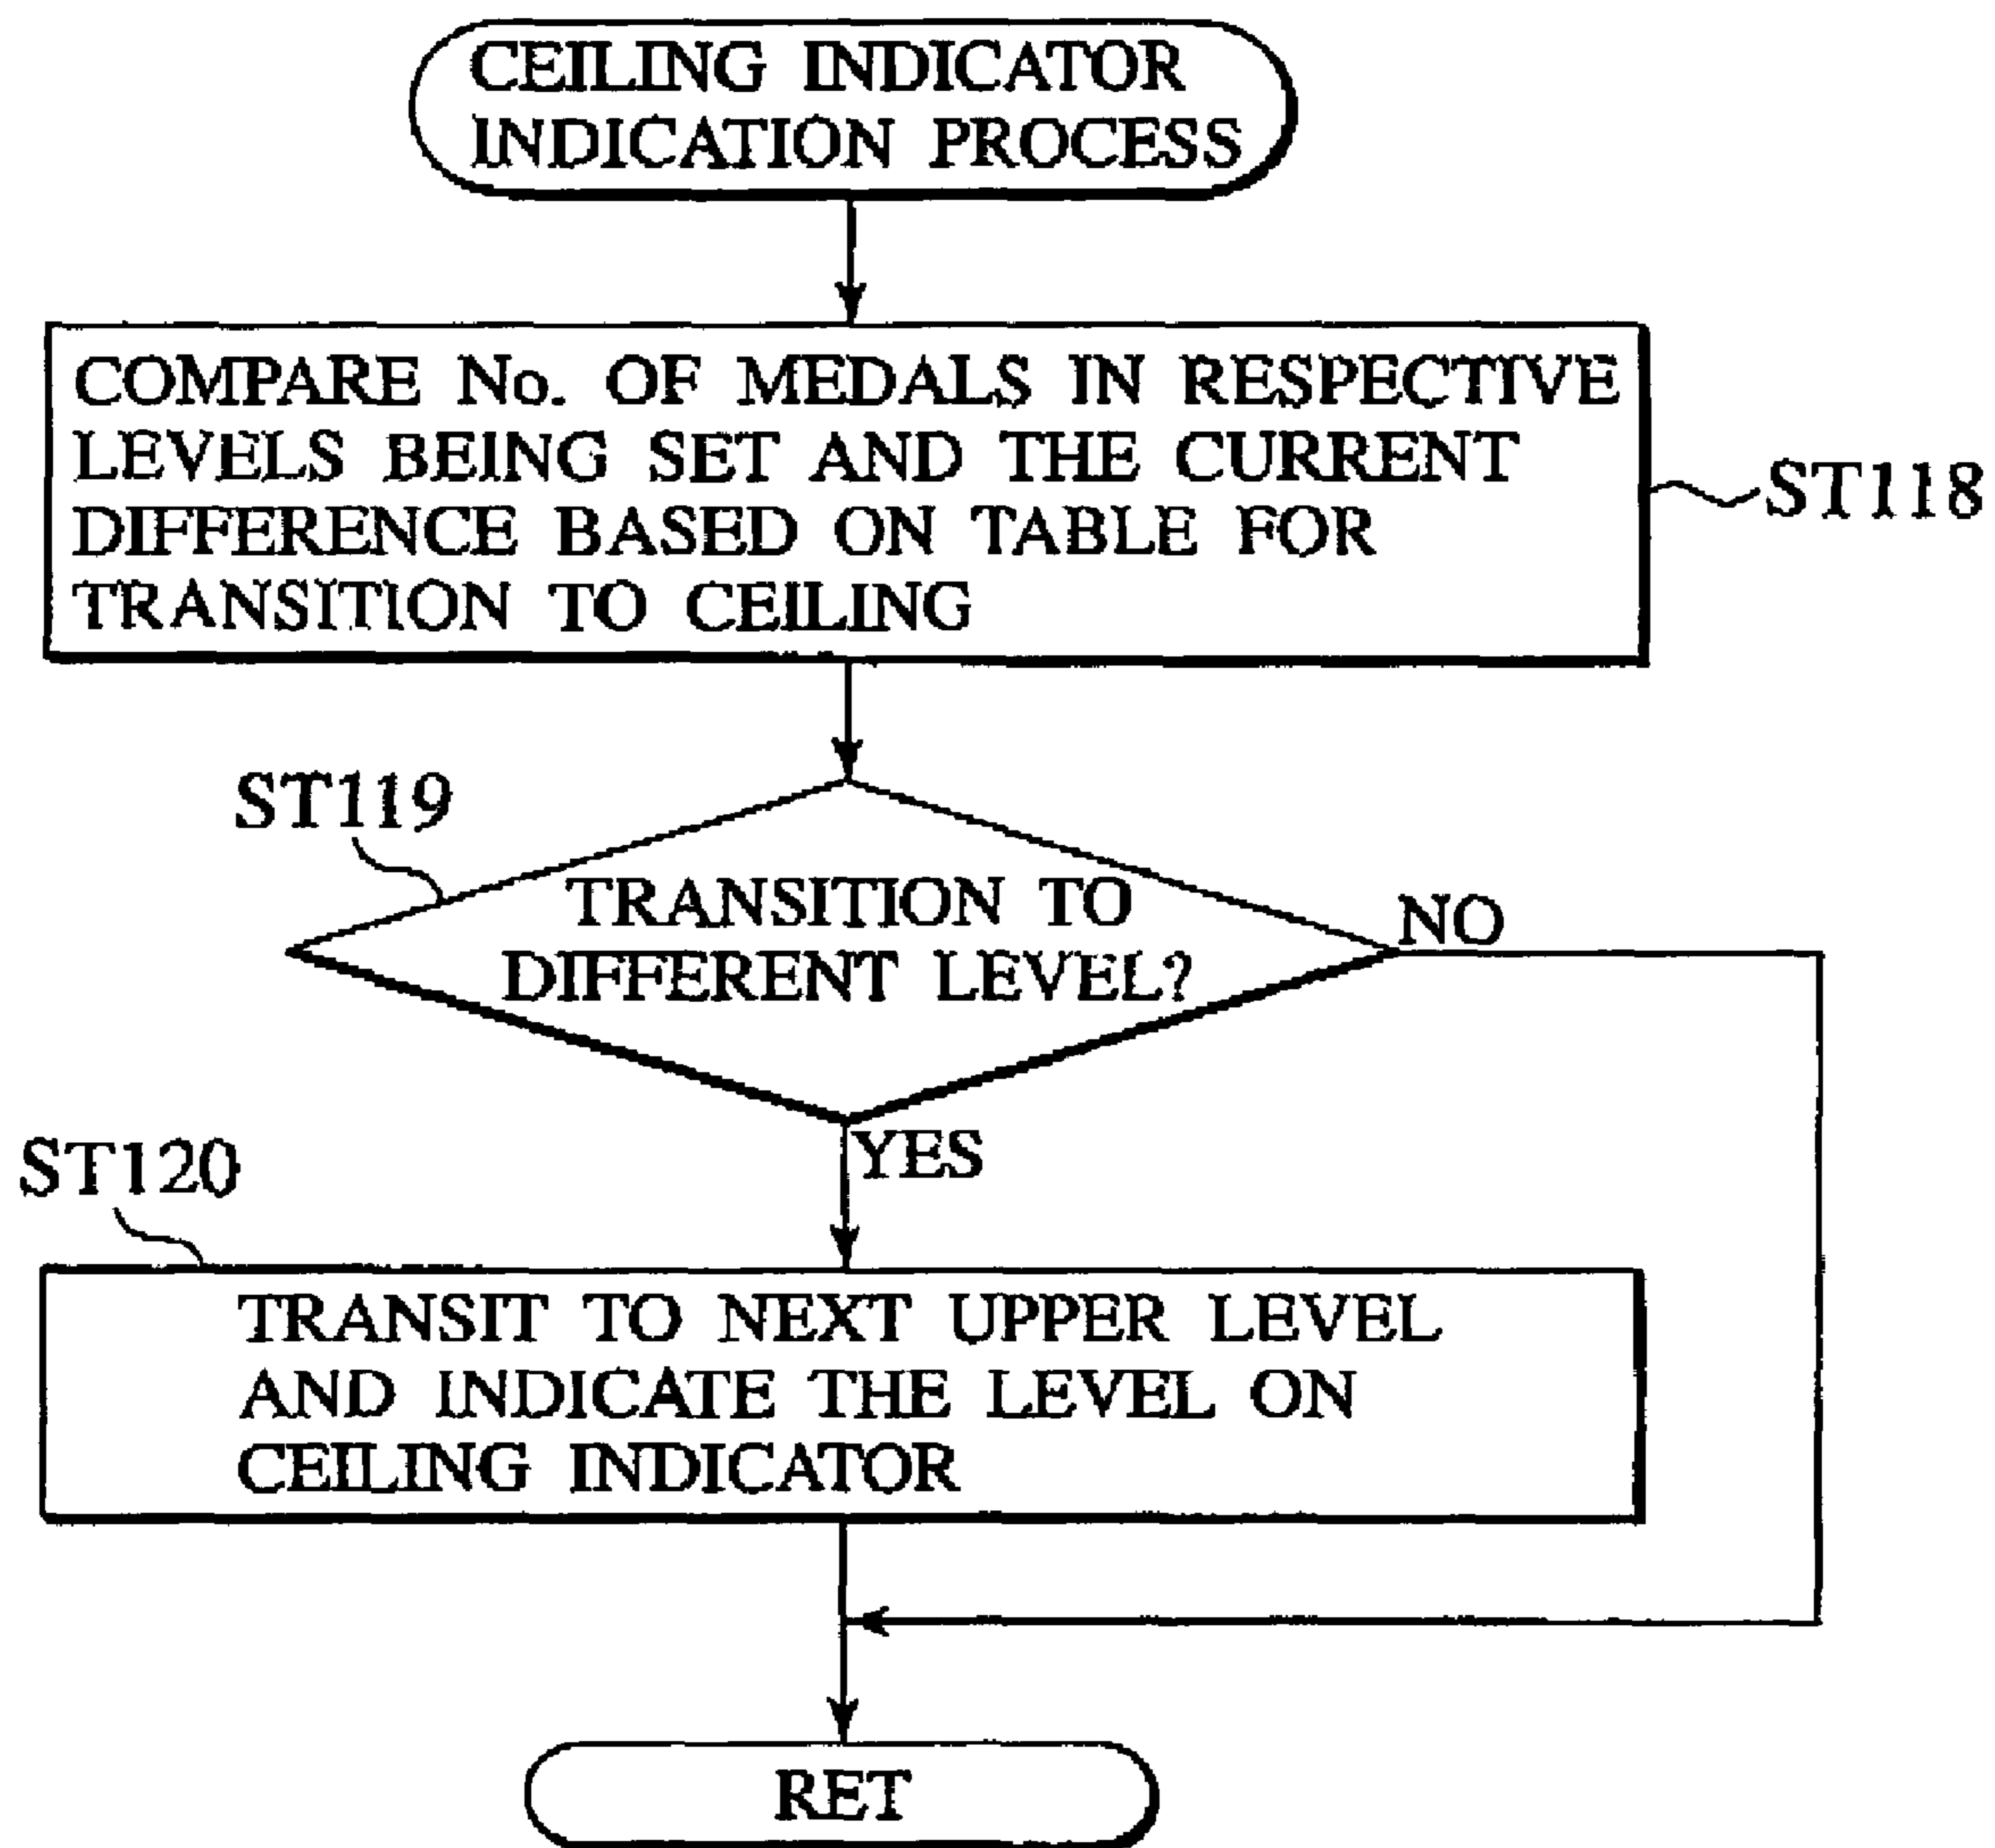 CEILING INDICATOR
INDICATION PROCESS
COMPARE No. OF MEDALS IN RESPECTIVE
LEVELS BEING SET AND THE CURRENT
DIFFERENCE BASED ON TABLE FOR
TRANSITION TO CEILING
ST118
ST119
TRANSITION TO
DIFFERENT LEVEL?
NO
YES
ST120
TRANSIT TO NEXT UPPER LEVEL
AND INDICATE THE LEVEL ON
CEILING INDICATOR
RET